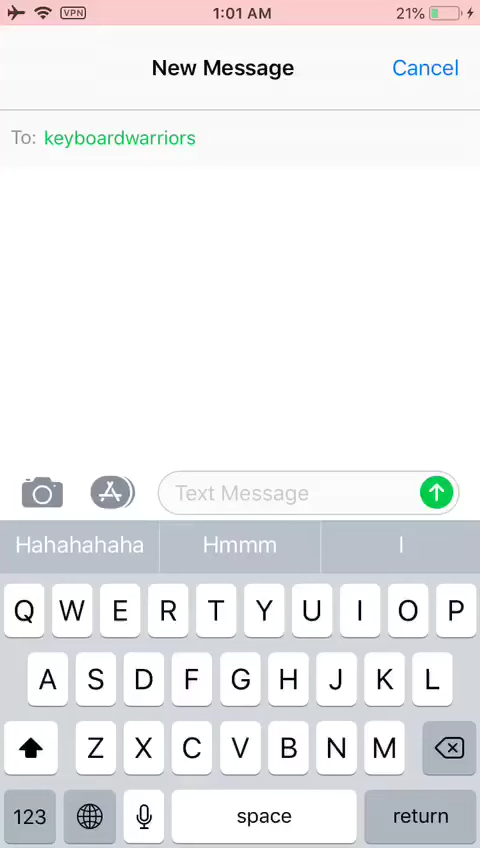 VPN 1:01 AM 21%
New Message Cancel
To: keyboardwarriors
Text Message
Hahahahaha Hmmm I
Q W E R T Y U I O P
A S D F G H J K L
Z X C V B N M
123 space return